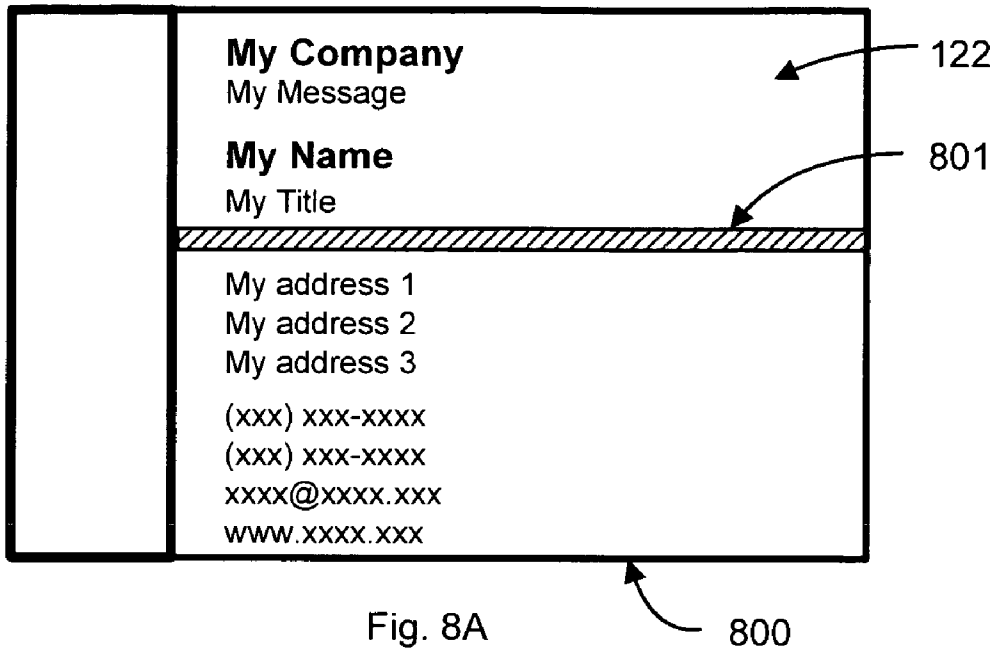 My Company
My Message
My Name
My Title
My address 1
My address 2
My address 3
(xxx) xxx-xxxx
(xxx) xxx-xxxx
xxxx@xxxx.xxx
www.xxxx.xxx
122
801
800
Fig. 8A